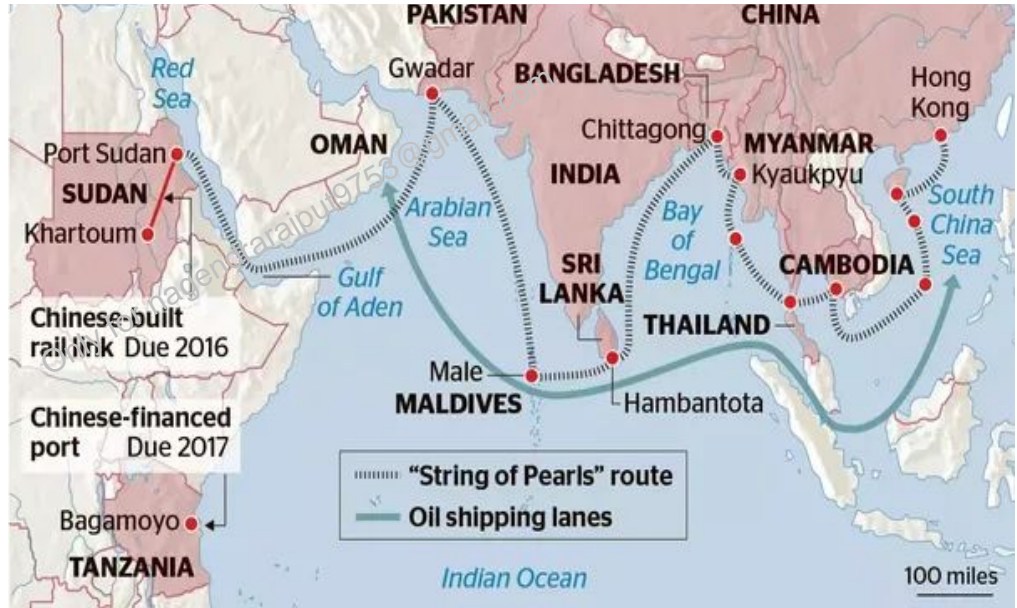 PAKISTAN
CHINA
Red
Sea
Gwadar
BANGLADESH
Hong
Kong
Port Sudan
OMAN
Chittagong
MYANMAR
SUDAN
INDIA
Kyaukpyu
Khartoum
Arabian
Sea
Bay
of
Bengal
South
China
Sea
Gulf
of Aden
SRI
LANKA
CAMBODIA
Chinese-built
rail link Due 2016
THAILAND
Male
MALDIVES
Hambantota
Chinese-financed
port Due 2017
"String of Pearls" route
Oil shipping lanes
Bagamoyo
TANZANIA
Indian Ocean
100 miles